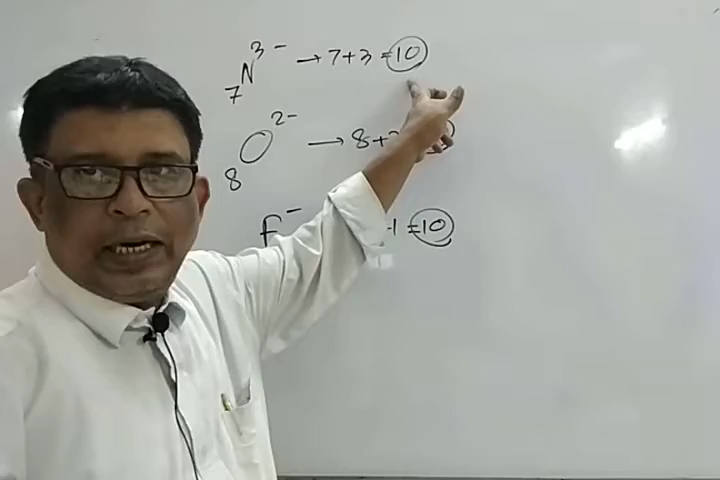 ₇N³⁻ → 7+3 = 10
₈O²⁻ → 8+
F⁻ 1 = 10